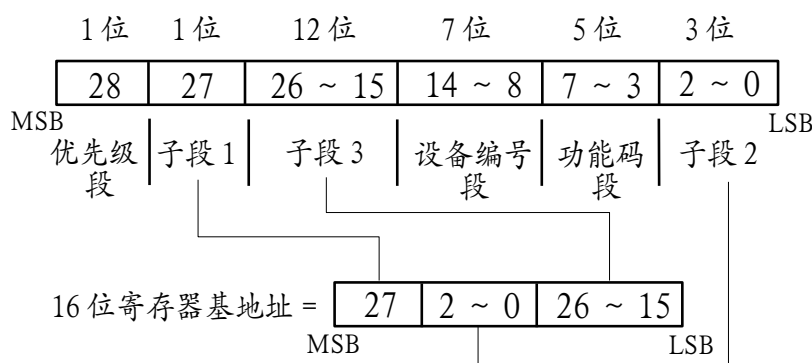 1位 1位 12位 7位 5位 3位
28 27 26 ~ 15 14 ~ 8 7 ~ 3 2 ~ 0
MSB LSB
优先级段 子段1 子段3 设备编号段 功能码段 子段2
16位寄存器基地址 = 27 2 ~ 0 26 ~ 15
MSB LSB